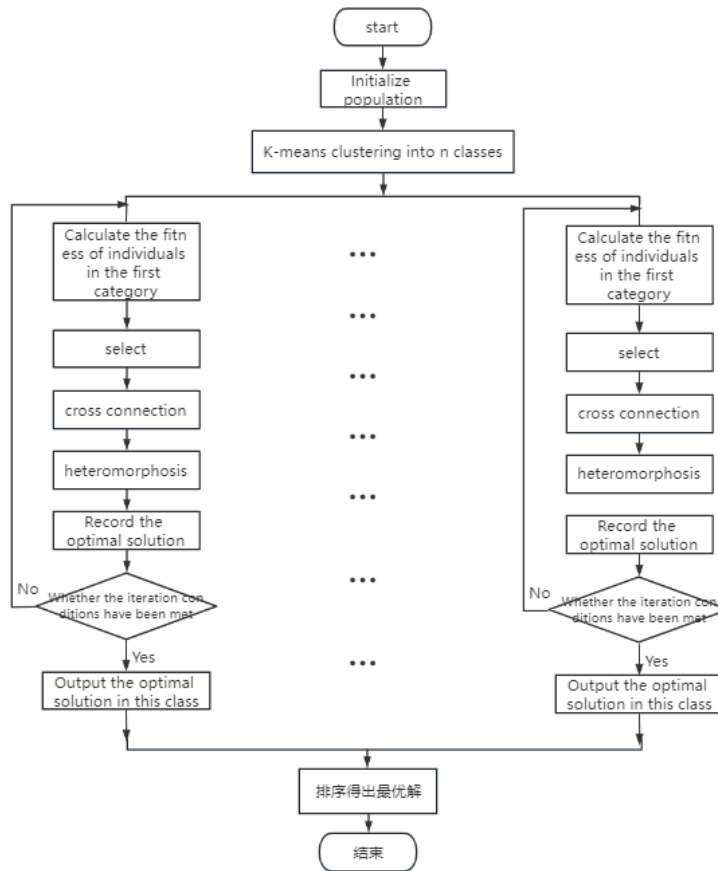 start
Initialize
population
K-means clustering into n classes
Calculate the fitn
ess of individuals
in the first
category
select
cross connection
heteromorphosis
Record the
optimal solution
No
Whether the iteration con
ditions have been met
Yes
Output the optimal
solution in this class
•••
•••
•••
•••
•••
•••
•••
Calculate the fitn
ess of individuals
in the first
category
select
cross connection
heteromorphosis
Record the
optimal solution
No
Whether the iteration con
ditions have been met
Yes
Output the optimal
solution in this class
排序得出最优解
结束